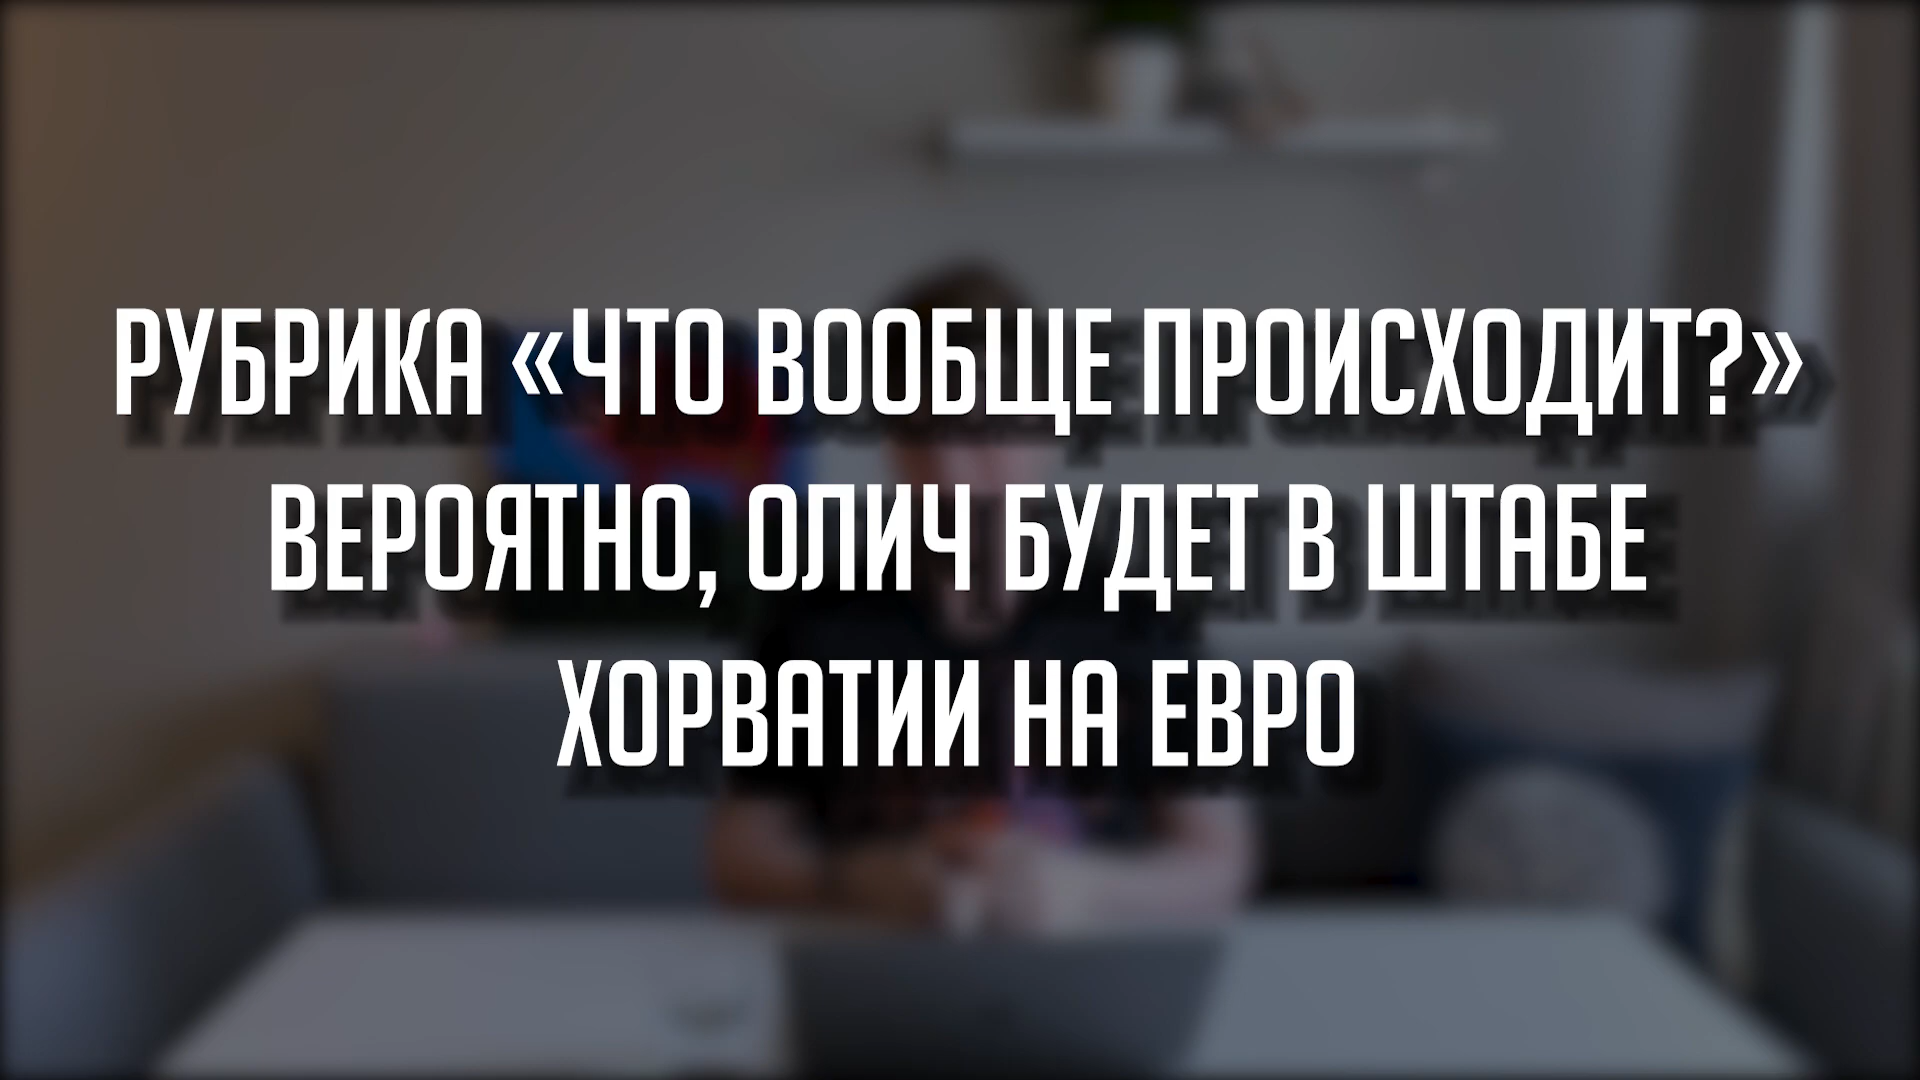 РУБРИКА «ЧТО ВООБЩЕ ПРОИСХОДИТ?»
ВЕРОЯТНО, ОЛИЧ БУДЕТ В ШТАБЕ
ХОРВАТИИ НА ЕВРО